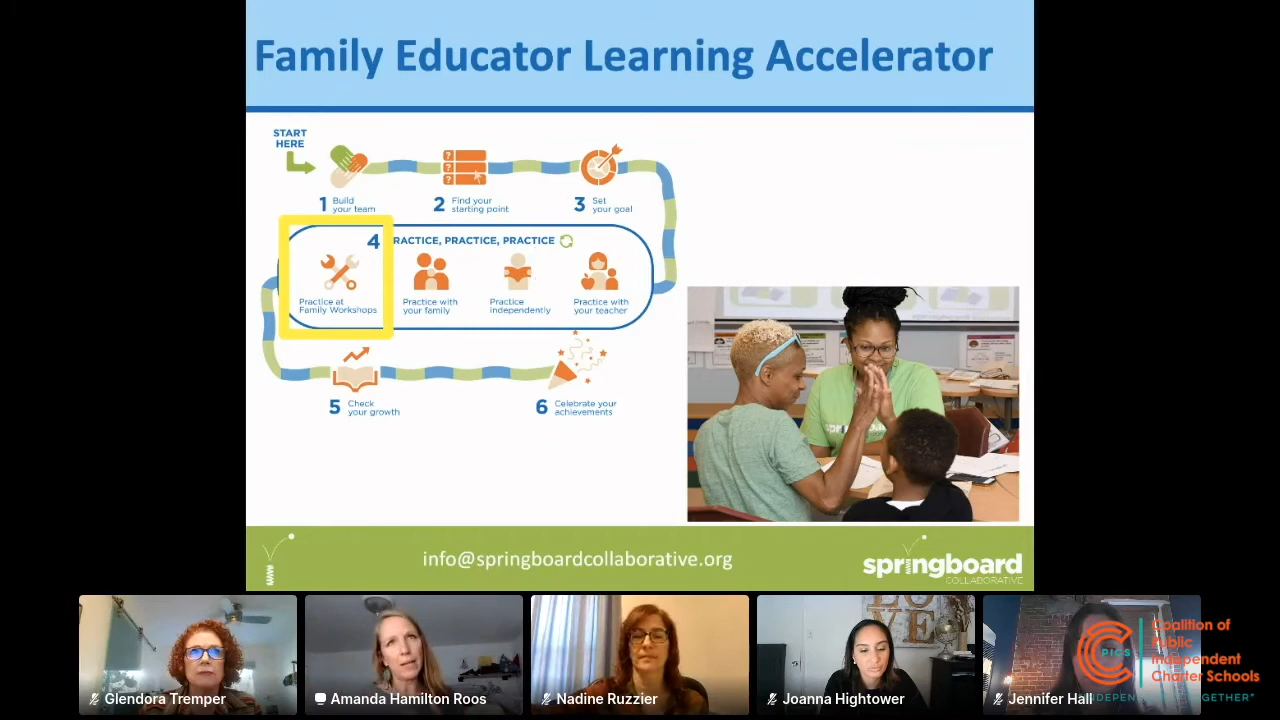 Family Educator Learning Accelerator
START
HERE
1 Build
your team
2 Find your
starting point
3 Set
your goal
4 RACTICE, PRACTICE, PRACTICE
Practice at
Family Workshops
Practice with
your family
Practice
independently
Practice with
your teacher
5 Check
your growth
6 Celebrate your
achievements
info@springboardcollaborative.org
springboard
COLLABORATIVE
Glendora Tremper
Amanda Hamilton Roos
Nadine Ruzzier
Joanna Hightower
Jennifer Hall
PICS
Coalition of
Public
Independent
Charter Schools